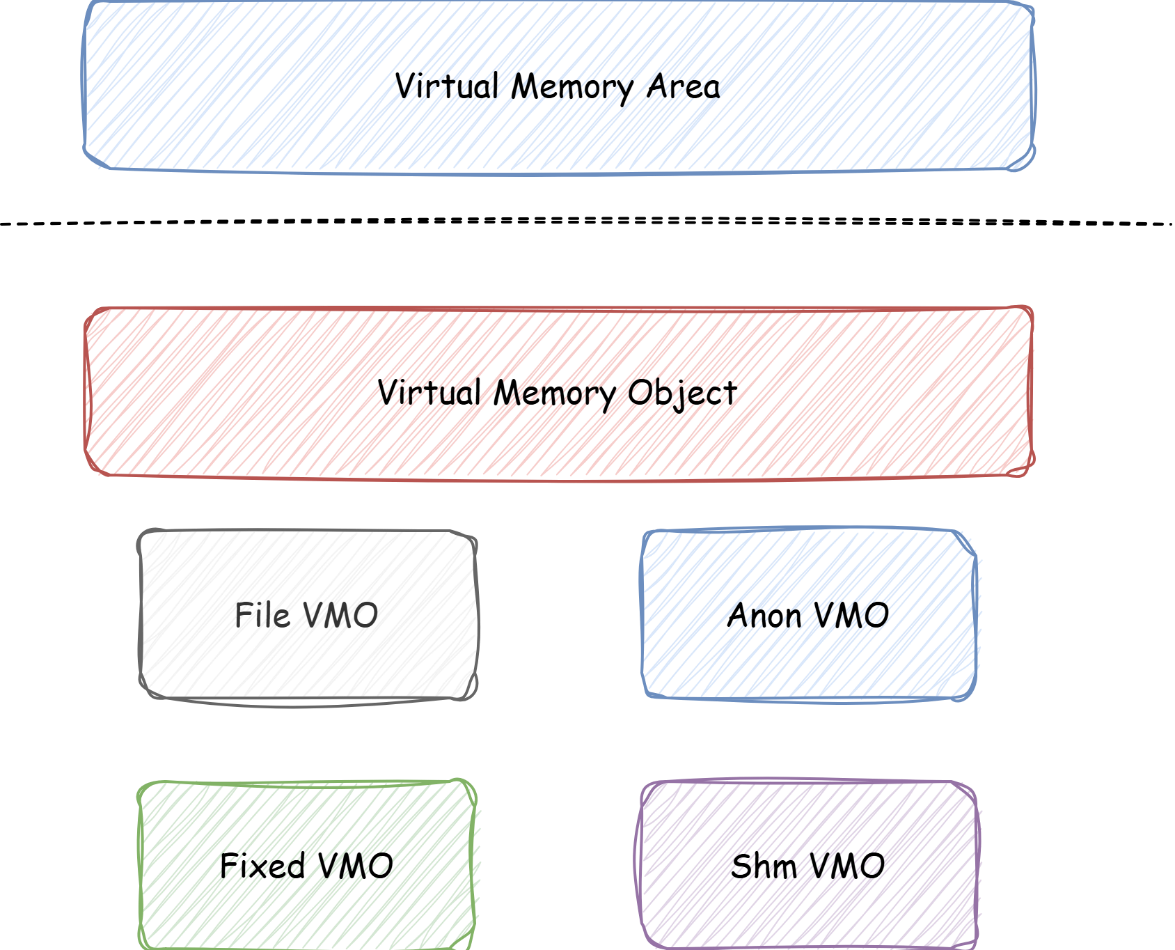 Virtual Memory Area
Virtual Memory Object
File VMO
Anon VMO
Fixed VMO
Shm VMO